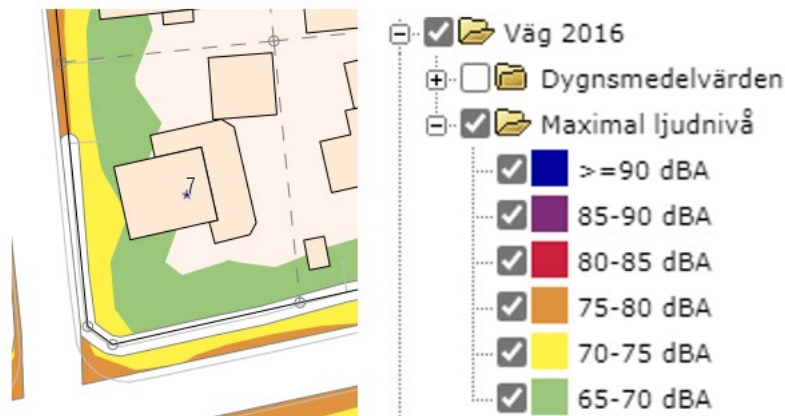 7
Väg 2016
Dygnsmedelvärden
Maximal ljudnivå
>=90 dBA
85-90 dBA
80-85 dBA
75-80 dBA
70-75 dBA
65-70 dBA